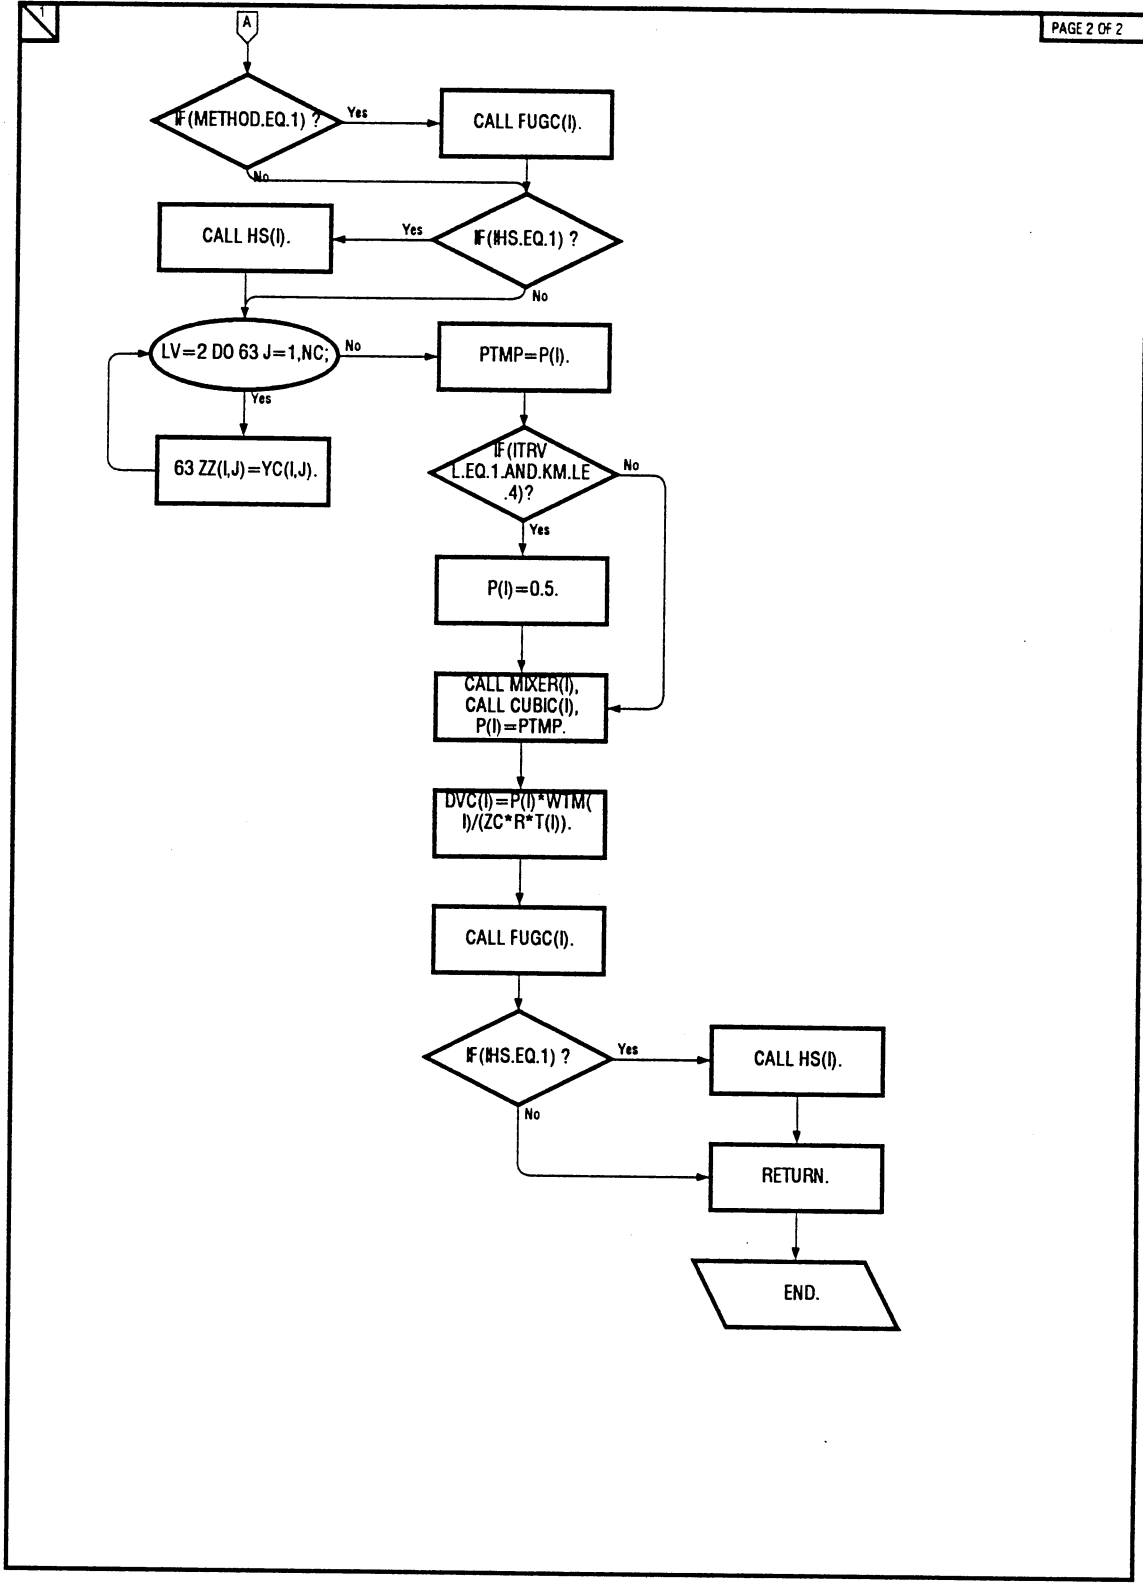 1
A
PAGE 2 OF 2
IF(METHOD.EQ.1) ?
Yes
CALL FUGC(I).
No
CALL HS(I).
Yes
IF(IHS.EQ.1) ?
No
LV=2 DO 63 J=1,NC;
No
PTMP=P(I).
Yes
63 ZZ(I,J)=YC(I,J).
IF(ITRV
L.EQ.1.AND.KM.LE
.4)?
No
Yes
P(I)=0.5.
CALL MIXER(I),
CALL CUBIC(I),
P(I)=PTMP.
DVC(I)=P(I)*WTM(
I)/(ZC*R*T(I)).
CALL FUGC(I).
IF(IHS.EQ.1) ?
Yes
CALL HS(I).
No
RETURN.
END.